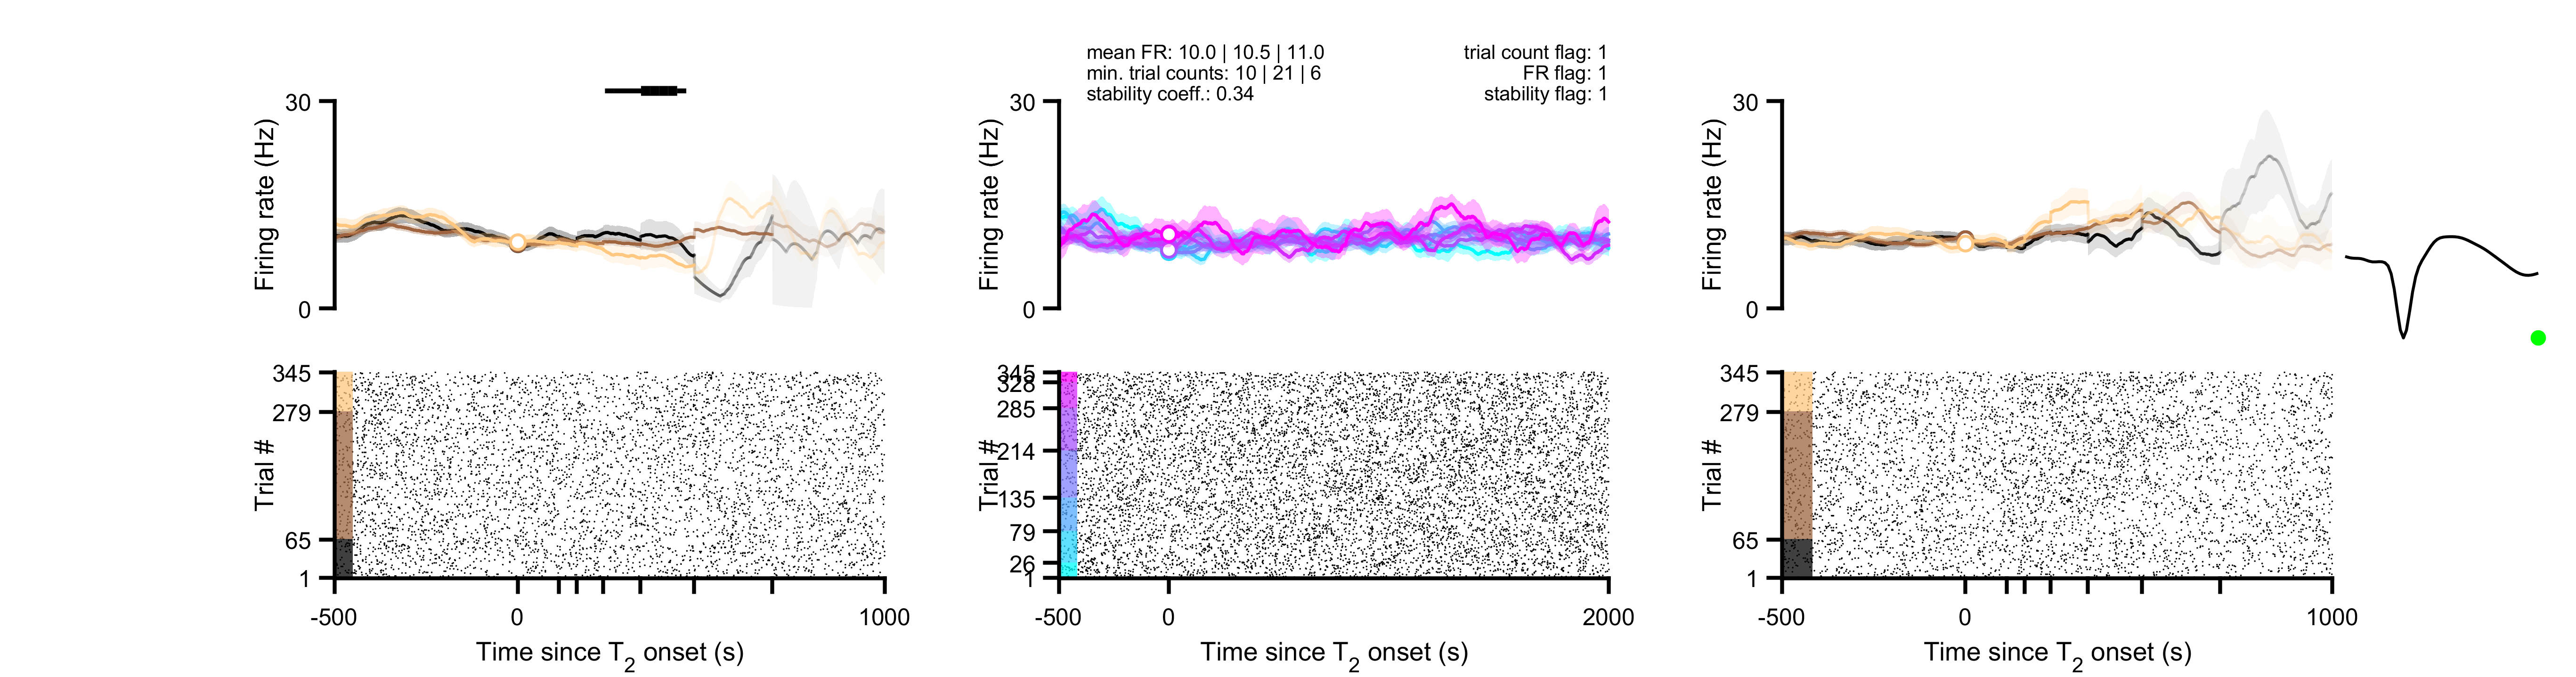 30
0
Firing rate (Hz)
345
279
65
1
Trial #
-500
0
1000
Time since T2 onset (s)
mean FR: 10.0 | 10.5 | 11.0
min. trial counts: 10 | 21 | 6
stability coeff.: 0.34
trial count flag: 1
FR flag: 1
stability flag: 1
30
0
Firing rate (Hz)
345
328
285
214
135
79
26
1
Trial #
-500
0
2000
Time since T2 onset (s)
30
0
Firing rate (Hz)
345
279
65
1
Trial #
-500
0
1000
Time since T2 onset (s)